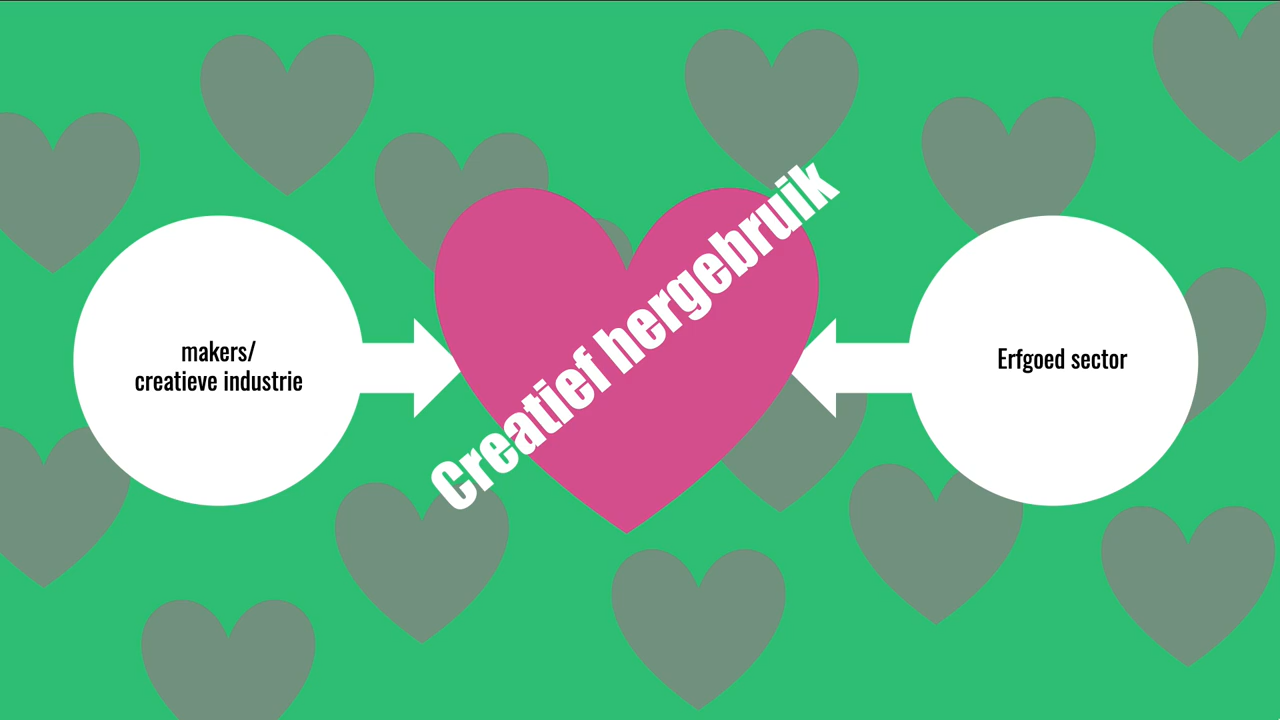 makers/
creatieve industrie
Creatief hergebruik
Erfgoed sector